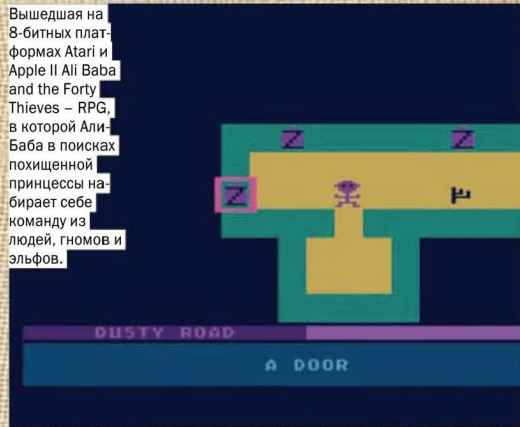 Вышедшая на
8-битных плат-
формах Atari и
Apple II Ali Baba
and the Forty
Thieves – RPG,
в которой Али-
Баба в поисках
похищенной
принцессы на-
бирает себе
команду из
людей, гномов и
эльфов.
DUSTY ROAD
A DOOR